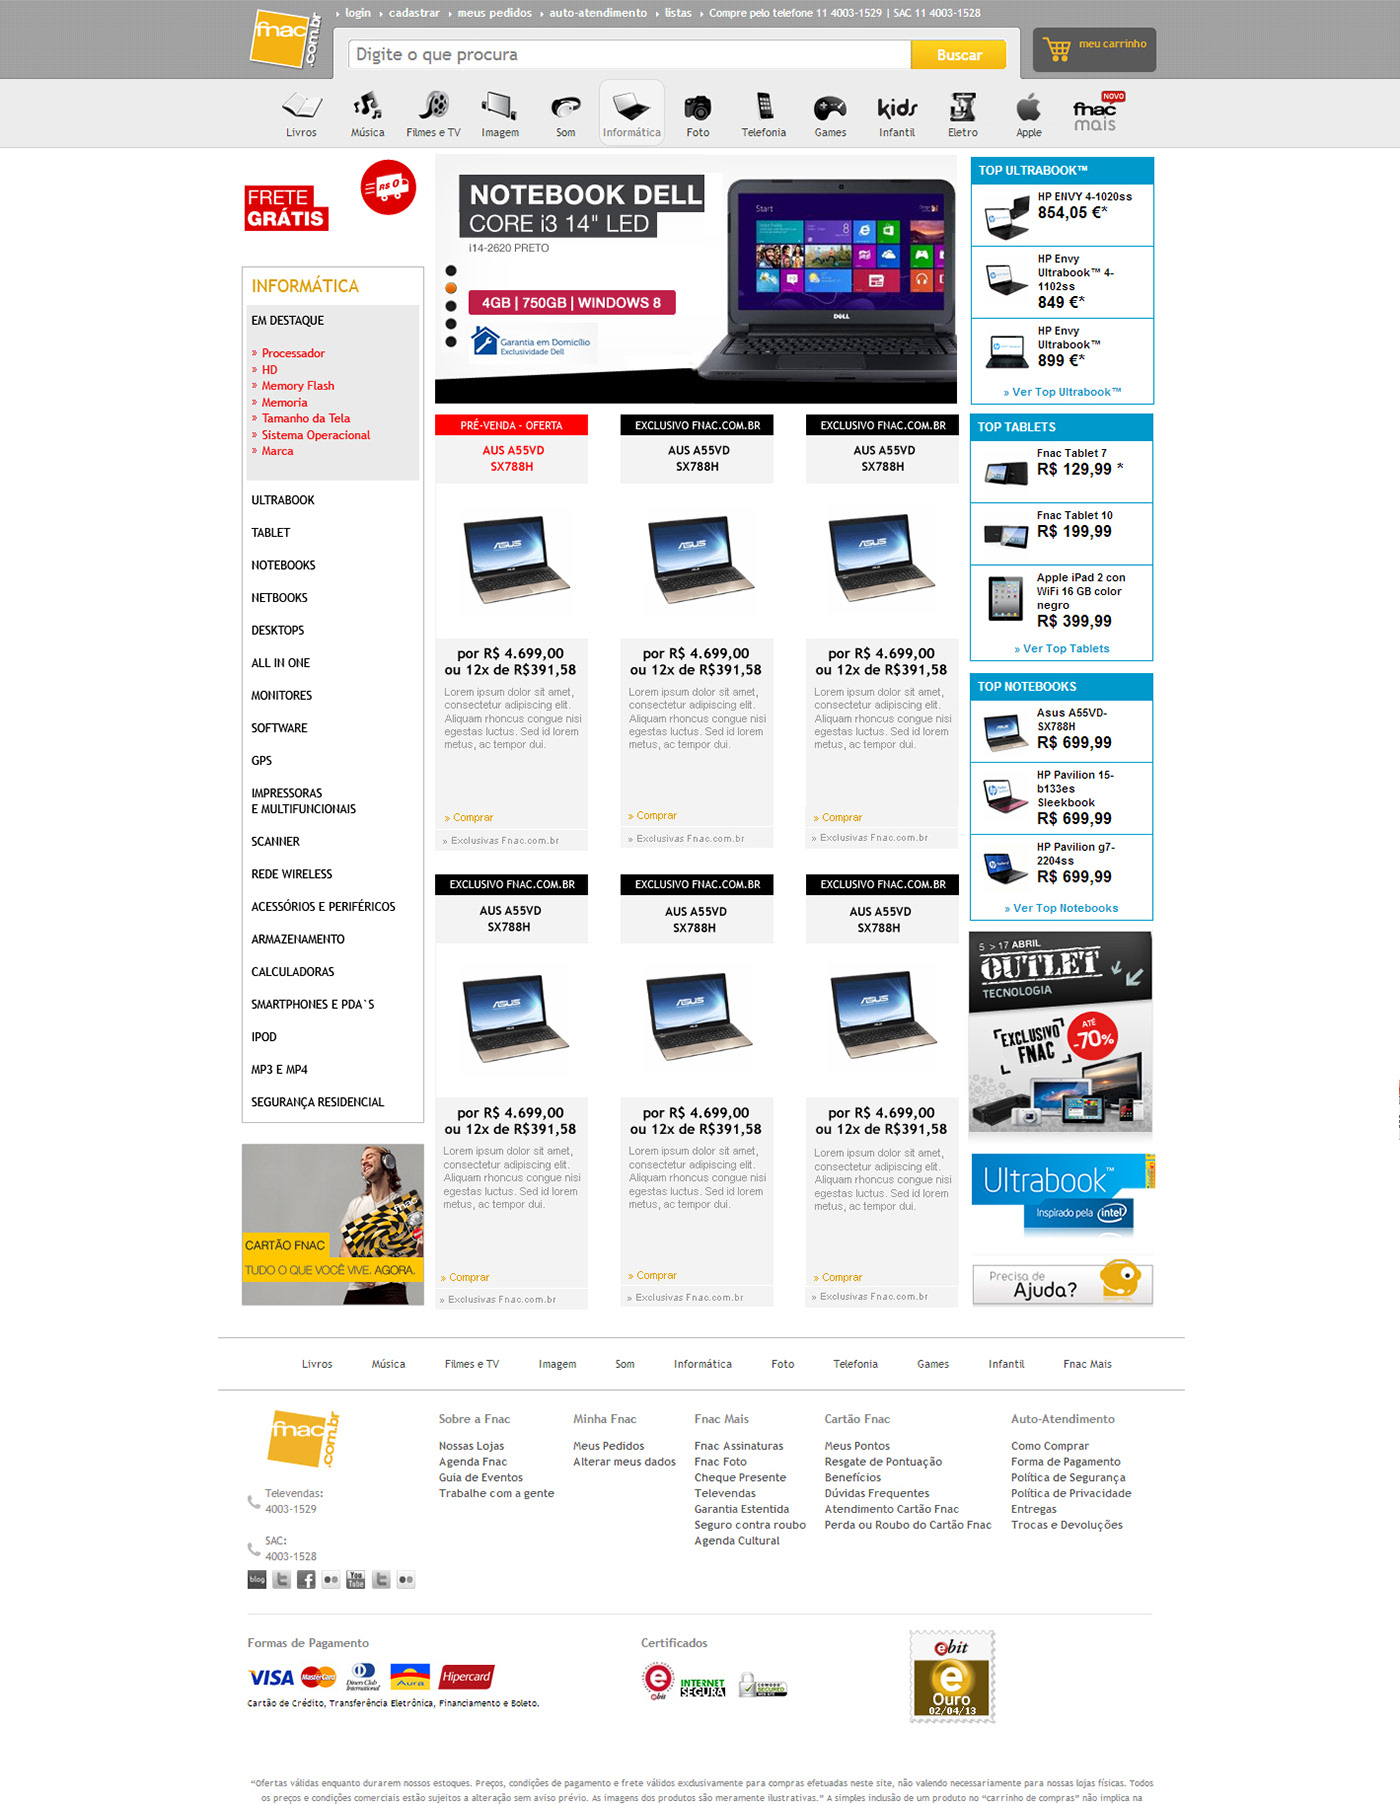 login cadastrar meus pedidos auto-atendimento listas Compre pelo telefone 11 4003-1529 | SAC 11 4003-1528
fnac
.com.br
Digite o que procura
Buscar
meu carrinho
Livros Música Filmes e TV Imagem Som Informática Foto Telefonia Games Infantil Eletro Apple
kids
NOVO
fnac
mais
FRETE
GRÁTIS
R$ 0
INFORMÁTICA
EM DESTAQUE
» Processador
» HD
» Memory Flash
» Memoria
» Tamanho da Tela
» Sistema Operacional
» Marca
ULTRABOOK
TABLET
NOTEBOOKS
NETBOOKS
DESKTOPS
ALL IN ONE
MONITORES
SOFTWARE
GPS
IMPRESSORAS
E MULTIFUNCIONAIS
SCANNER
REDE WIRELESS
ACESSÓRIOS E PERIFÉRICOS
ARMAZENAMENTO
CALCULADORAS
SMARTPHONES E PDA`S
IPOD
MP3 E MP4
SEGURANÇA RESIDENCIAL
fnac
CARTÃO FNAC
TUDO O QUE VOCÊ VIVE. AGORA.
NOTEBOOK DELL
CORE i3 14" LED
i14-2620 PRETO
4GB | 750GB | WINDOWS 8
Garantia em Domicílio
Exclusividade Dell
Start
DELL
PRÉ-VENDA - OFERTA
AUS A55VD
SX788H
ASUS
por R$ 4.699,00
ou 12x de R$391,58
Lorem ipsum dolor sit amet,
consectetur adipiscing elit.
Aliquam rhoncus congue nisi
egestas luctus. Sed id lorem
metus, ac tempor dui.
» Comprar
» Exclusivas Fnac.com.br
EXCLUSIVO FNAC.COM.BR
AUS A55VD
SX788H
ASUS
por R$ 4.699,00
ou 12x de R$391,58
Lorem ipsum dolor sit amet,
consectetur adipiscing elit.
Aliquam rhoncus congue nisi
egestas luctus. Sed id lorem
metus, ac tempor dui.
» Comprar
» Exclusivas Fnac.com.br
EXCLUSIVO FNAC.COM.BR
AUS A55VD
SX788H
ASUS
por R$ 4.699,00
ou 12x de R$391,58
Lorem ipsum dolor sit amet,
consectetur adipiscing elit.
Aliquam rhoncus congue nisi
egestas luctus. Sed id lorem
metus, ac tempor dui.
» Comprar
» Exclusivas Fnac.com.br
EXCLUSIVO FNAC.COM.BR
AUS A55VD
SX788H
ASUS
por R$ 4.699,00
ou 12x de R$391,58
Lorem ipsum dolor sit amet,
consectetur adipiscing elit.
Aliquam rhoncus congue nisi
egestas luctus. Sed id lorem
metus, ac tempor dui.
» Comprar
» Exclusivas Fnac.com.br
EXCLUSIVO FNAC.COM.BR
AUS A55VD
SX788H
ASUS
por R$ 4.699,00
ou 12x de R$391,58
Lorem ipsum dolor sit amet,
consectetur adipiscing elit.
Aliquam rhoncus congue nisi
egestas luctus. Sed id lorem
metus, ac tempor dui.
» Comprar
» Exclusivas Fnac.com.br
EXCLUSIVO FNAC.COM.BR
AUS A55VD
SX788H
ASUS
por R$ 4.699,00
ou 12x de R$391,58
Lorem ipsum dolor sit amet,
consectetur adipiscing elit.
Aliquam rhoncus congue nisi
egestas luctus. Sed id lorem
metus, ac tempor dui.
» Comprar
» Exclusivas Fnac.com.br
TOP ULTRABOOK™
HP ENVY 4-1020ss
854,05 €*
HP Envy
Ultrabook™ 4-
1102ss
849 €*
HP Envy
Ultrabook™
899 €*
» Ver Top Ultrabook™
TOP TABLETS
Fnac Tablet 7
R$ 129,99 *
Fnac Tablet 10
R$ 199,99
Apple iPad 2 con
WiFi 16 GB color
negro
R$ 399,99
» Ver Top Tablets
TOP NOTEBOOKS
Asus A55VD-
SX788H
R$ 699,99
HP Pavilion 15-
b133es
Sleekbook
R$ 699,99
HP Pavilion g7-
2204ss
R$ 699,99
» Ver Top Notebooks
5 > 17 ABRIL
OUTLET
TECNOLOGIA
EXCLUSIVO
FNAC
ATÉ
-70%
Ultrabook™
Inspirado pela intel
Precisa de
Ajuda?
Livros Música Filmes e TV Imagem Som Informática Foto Telefonia Games Infantil Fnac Mais
fnac
.com.br
Televendas:
4003-1529
SAC:
4003-1528
blog
You
Tube
Sobre a Fnac
Nossas Lojas
Agenda Fnac
Guia de Eventos
Trabalhe com a gente
Minha Fnac
Meus Pedidos
Alterar meus dados
Fnac Mais
Fnac Assinaturas
Fnac Foto
Cheque Presente
Televendas
Garantia Estentida
Seguro contra roubo
Agenda Cultural
Cartão Fnac
Meus Pontos
Resgate de Pontuação
Benefícios
Dúvidas Frequentes
Atendimento Cartão Fnac
Perda ou Roubo do Cartão Fnac
Auto-Atendimento
Como Comprar
Forma de Pagamento
Política de Segurança
Política de Privacidade
Entregas
Trocas e Devoluções
Formas de Pagamento
VISA MasterCard Diners Club International Aura Hipercard
Cartão de Crédito, Transferência Eletrônica, Financiamento e Boleto.
Certificados
e
ebit
INTERNET
SEGURA
COMODO
SECURED
ebit
e
Ouro
02/04/13
“Ofertas válidas enquanto durarem nossos estoques. Preços, condições de pagamento e frete válidos exclusivamente para compras efetuadas neste site, não valendo necessariamente para nossas lojas físicas. Todos
os preços e condições comerciais estão sujeitos a alteração sem aviso prévio. As imagens dos produtos são meramente ilustrativas.” A simples inclusão de um produto no “carrinho de compras” não implica na